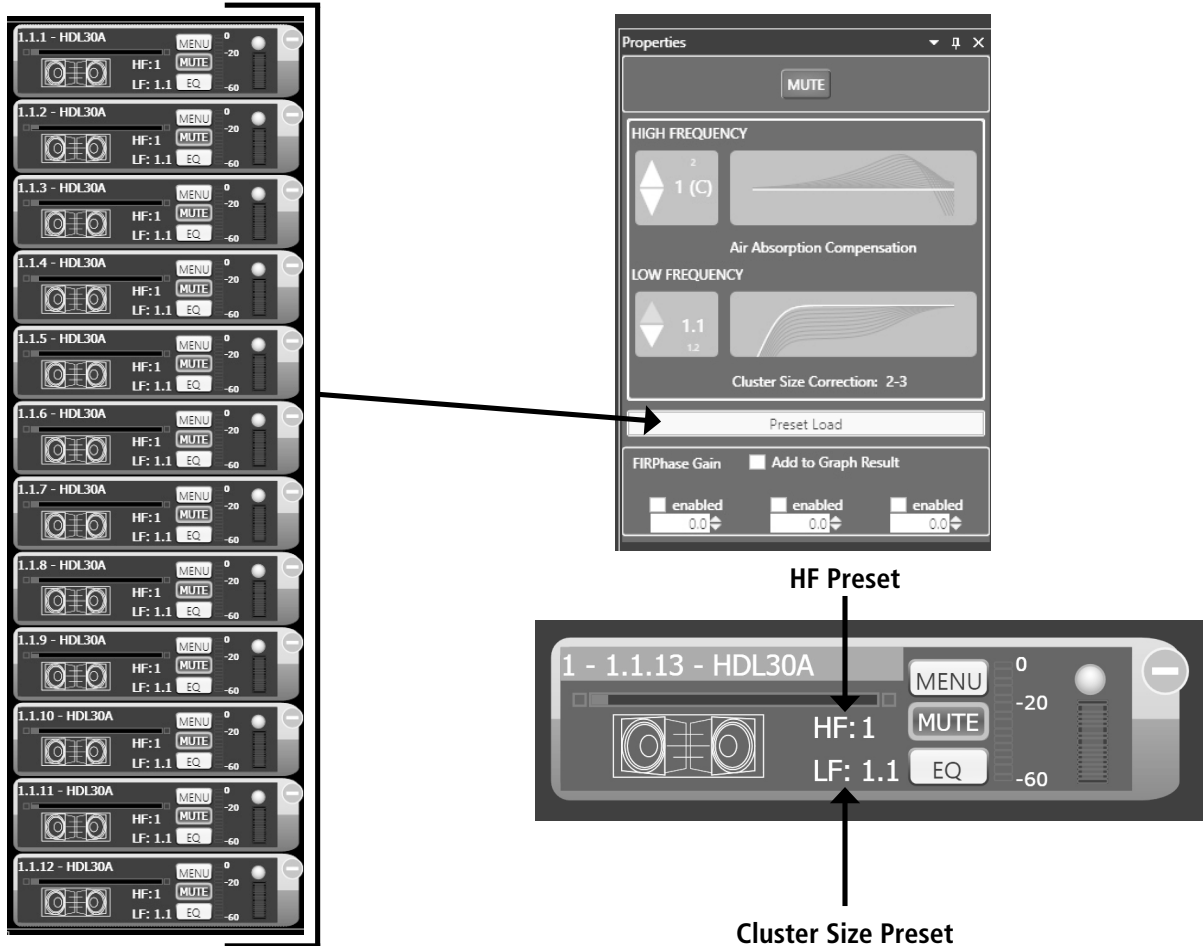 1.1.1 - HDL30A
MENU
0
-20
HF:1
MUTE
LF: 1.1
EQ
-60
1.1.2 - HDL30A
MENU
0
-20
HF:1
MUTE
LF: 1.1
EQ
-60
1.1.3 - HDL30A
MENU
0
-20
HF:1
MUTE
LF: 1.1
EQ
-60
1.1.4 - HDL30A
MENU
0
-20
HF:1
MUTE
LF: 1.1
EQ
-60
1.1.5 - HDL30A
MENU
0
-20
HF:1
MUTE
LF: 1.1
EQ
-60
1.1.6 - HDL30A
MENU
0
-20
HF:1
MUTE
LF: 1.1
EQ
-60
1.1.7 - HDL30A
MENU
0
-20
HF:1
MUTE
LF: 1.1
EQ
-60
1.1.8 - HDL30A
MENU
0
-20
HF:1
MUTE
LF: 1.1
EQ
-60
1.1.9 - HDL30A
MENU
0
-20
HF:1
MUTE
LF: 1.1
EQ
-60
1.1.10 - HDL30A
MENU
0
-20
HF:1
MUTE
LF: 1.1
EQ
-60
1.1.11 - HDL30A
MENU
0
-20
HF:1
MUTE
LF: 1.1
EQ
-60
1.1.12 - HDL30A
MENU
0
-20
HF:1
MUTE
LF: 1.1
EQ
-60
Properties
MUTE
HIGH FREQUENCY
2
1 (C)
Air Absorption Compensation
LOW FREQUENCY
1.1
1.2
Cluster Size Correction: 2-3
Preset Load
FIRPhase Gain
Add to Graph Result
enabled enabled enabled
0.0 0.0 0.0
HF Preset
1 - 1.1.13 - HDL30A
MENU
0
-20
HF: 1
MUTE
LF: 1.1
EQ
-60
Cluster Size Preset